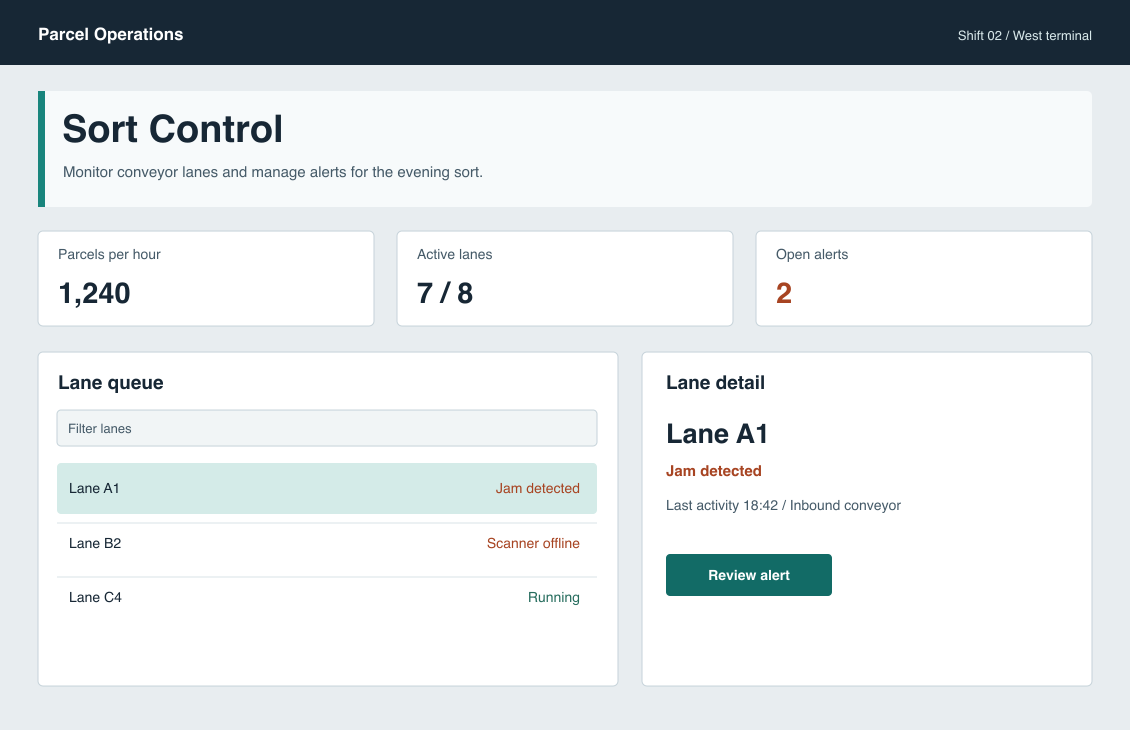 Parcel Operations
Shift 02 / West terminal
Sort Control
Monitor conveyor lanes and manage alerts for the evening sort.
Parcels per hour
1,240
Active lanes
7 / 8
Open alerts
2
Lane queue
Filter lanes
Lane A1
Jam detected
Lane B2
Scanner offline
Lane C4
Running
Lane detail
Lane A1
Jam detected
Last activity 18:42 / Inbound conveyor
Review alert